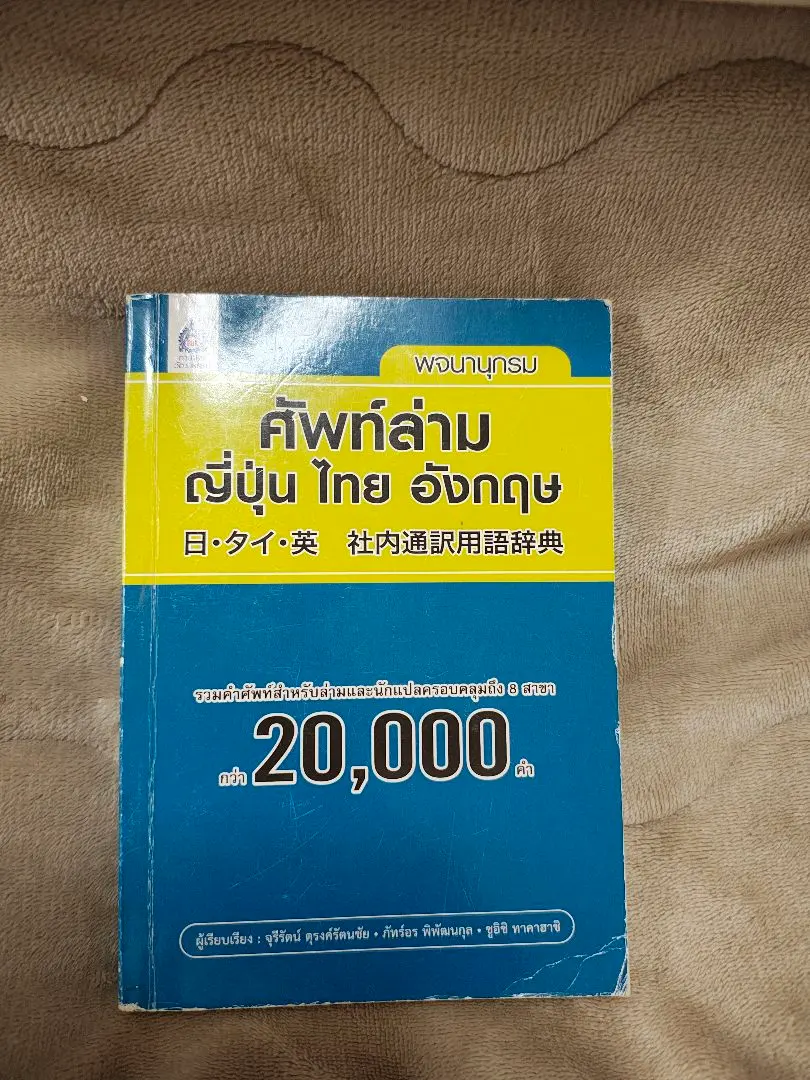 พจนานุกรม
ศัพท์ล่าม
ญี่ปุ่น ไทย อังกฤษ
日・タイ・英 社内通訳用語辞典
รวมคำศัพท์สำหรับล่ามและนักแปลครอบคลุมถึง 8 สาขา
กว่า 20,000 คำ
ผู้เรียบเรียง : จุรีรัตน์ ตุรงค์รัตนชัย • ภัทร์อร พิพัฒนกุล • ชูอิชิ ทาคาฮาชิ